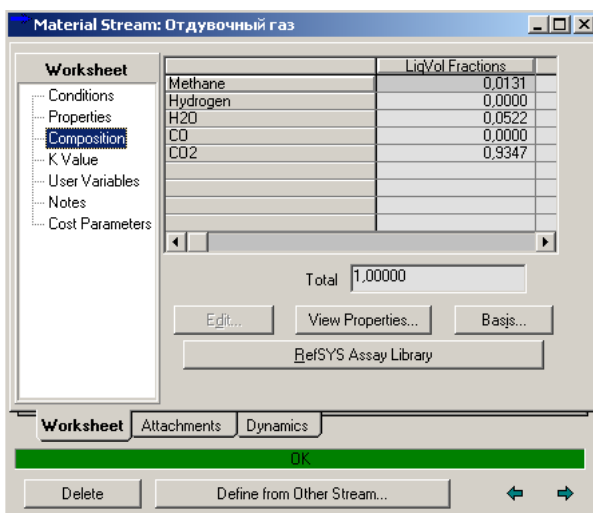 Material Stream: Отдувочный газ
Worksheet
Conditions
Properties
Composition
K Value
User Variables
Notes
Cost Parameters
LiqVol Fractions
Methane 0,0131
Hydrogen 0,0000
H2O 0,0522
CO 0,0000
CO2 0,9347
Total 1,00000
Edit... View Properties... Basis...
RefSYS Assay Library
Worksheet Attachments Dynamics
OK
Delete Define from Other Stream...